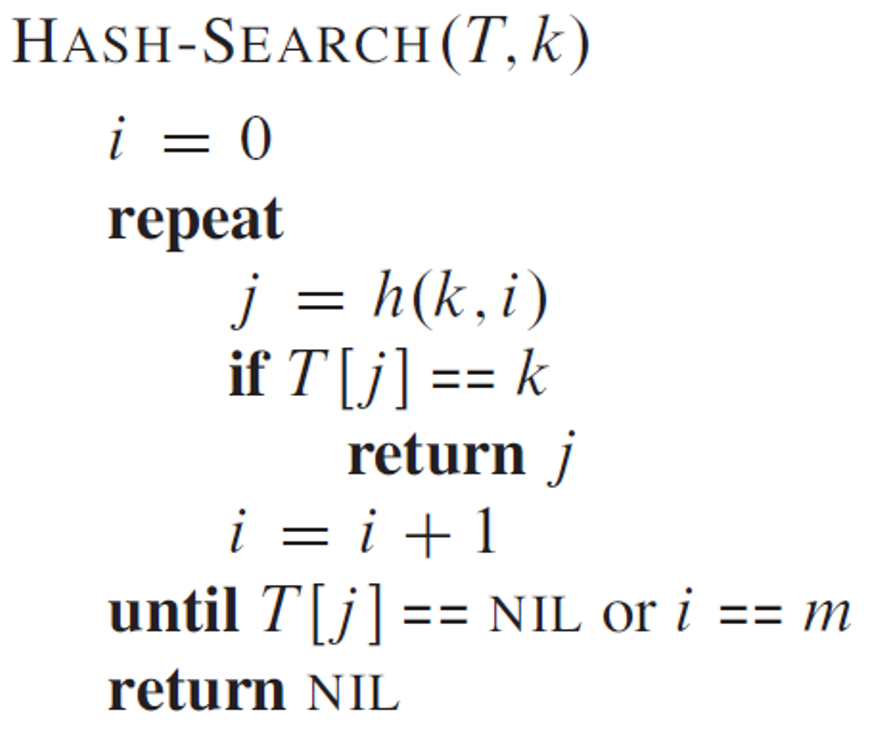 HASH-SEARCH(T, k)
i = 0
repeat
j = h(k, i)
if T[j] == k
return j
i = i + 1
until T[j] == NIL or i == m
return NIL